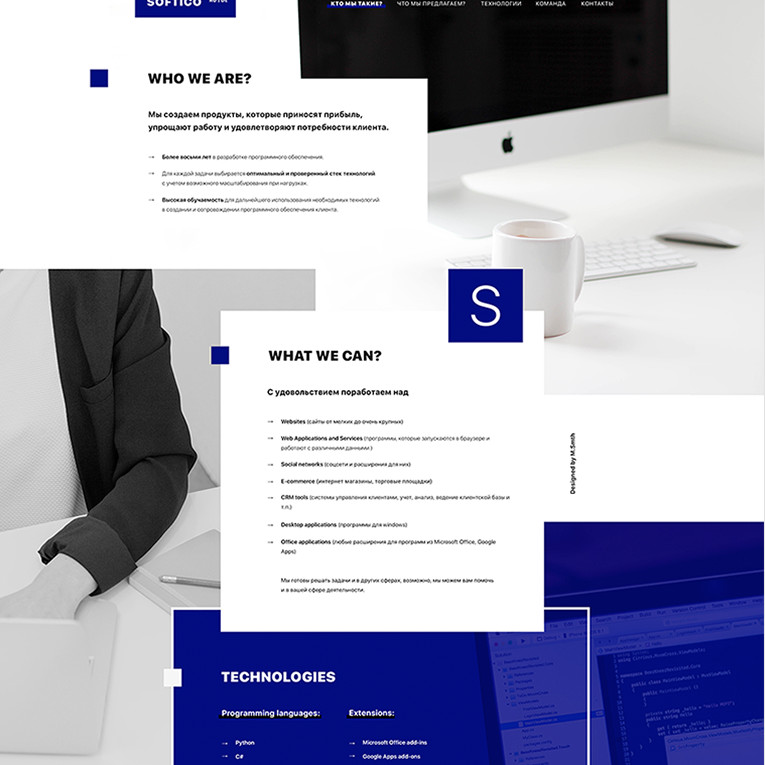 SOFTICO
КТО МЫ ТАКИЕ? ЧТО МЫ ПРЕДЛАГАЕМ? ТЕХНОЛОГИИ КОМАНДА КОНТАКТЫ
WHO WE ARE?
Мы создаем продукты, которые приносят прибыль,
упрощают работу и удовлетворяют потребности клиента.
→ Более восьми лет в разработке программного обеспечения.
→ Для каждой задачи выбирается оптимальный и проверенный стек технологий
с учетом возможного масштабирования при нагрузках.
→ Высокая обучаемость для дальнейшего использования необходимых технологий
в создании и сопровождении программного обеспечения клиента.
S
WHAT WE CAN?
С удовольствием поработаем над
→ Websites (сайты от мелких до очень крупных)
→ Web Applications and Services (программы, которые запускаются в браузере и
работают с различными данными )
→ Social networks (соцсети и расширения для них)
→ E-commerce (интернет магазины, торговые площадки)
→ CRM tools (системы управления клиентами, учет, анализ, ведение клиентской базы и
т.п.)
→ Desktop applications (программы для windows)
→ Office applications (любые расширения для программ из Microsoft Office, Google
Apps)
Мы готовы решать задачи и в других сферах, возможно, мы можем вам помочь
и в вашей сфере деятельности.
Designed by M.Smith
TECHNOLOGIES
Programming languages: Extensions:
→ Python → Microsoft Office add-ins
→ C# → Google Apps add-ons